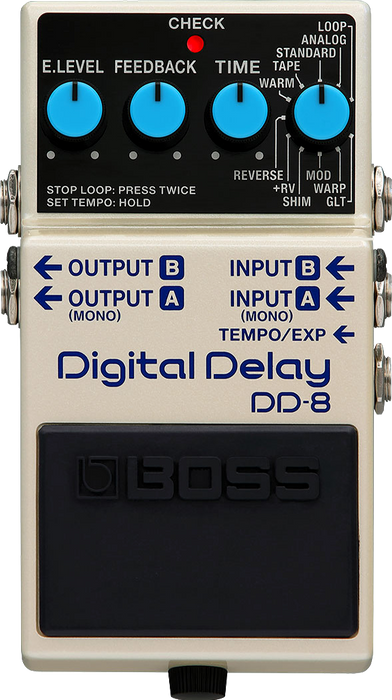 CHECK
E.LEVEL FEEDBACK TIME
LOOP
ANALOG
STANDARD
TAPE
WARM
REVERSE
+RV
SHIM
MOD
WARP
GLT
STOP LOOP: PRESS TWICE
SET TEMPO: HOLD
OUTPUT B INPUT B
OUTPUT A INPUT A
(MONO) (MONO)
TEMPO/EXP
Digital Delay
DD-8
BOSS